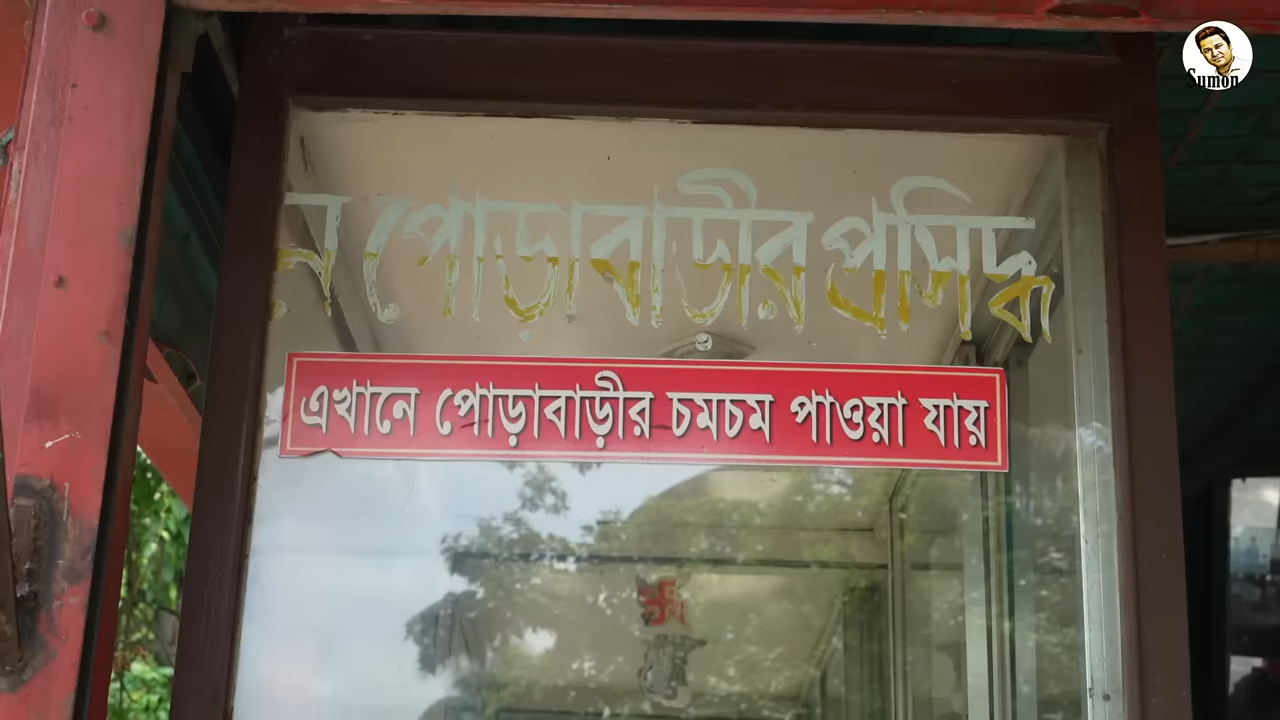 Sumon
পোড়াবাড়ীর প্রসিদ্ধ
এখানে পোড়াবাড়ীর চমচম পাওয়া যায়